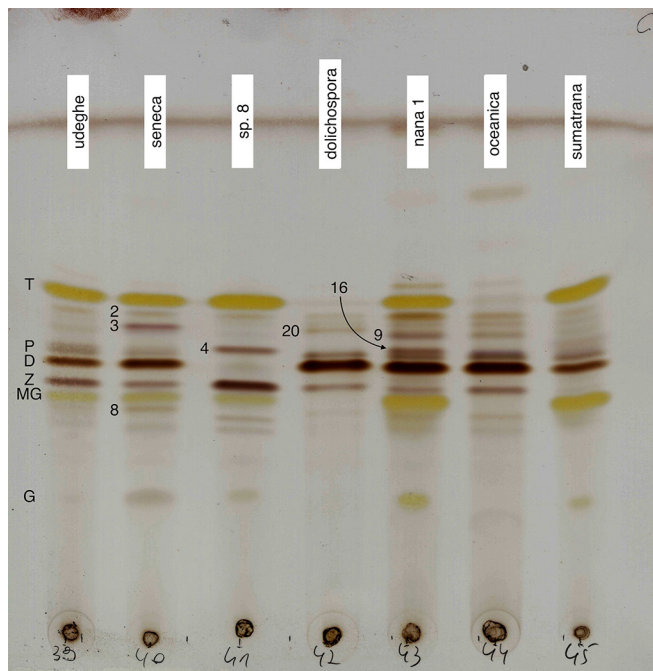 udeghe
seneca
sp. 8
dolichospora
nana 1
oceanica
sumatrana
T
2
3
16
20
9
P
4
D
Z
MG
8
G
39
40
41
42
43
44
45